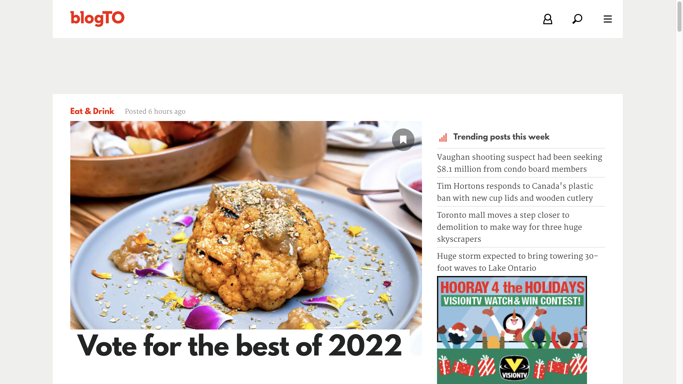 blogTO
Eat & Drink Posted 6 hours ago
Vote for the best of 2022
Trending posts this week
Vaughan shooting suspect had been seeking
$8.1 million from condo board members
Tim Hortons responds to Canada's plastic
ban with new cup lids and wooden cutlery
Toronto mall moves a step closer to
demolition to make way for three huge
skyscrapers
Huge storm expected to bring towering 30-
foot waves to Lake Ontario
HOORAY 4 the HOLIDAYS
VISIONTV WATCH & WIN CONTEST!
VISIONTV